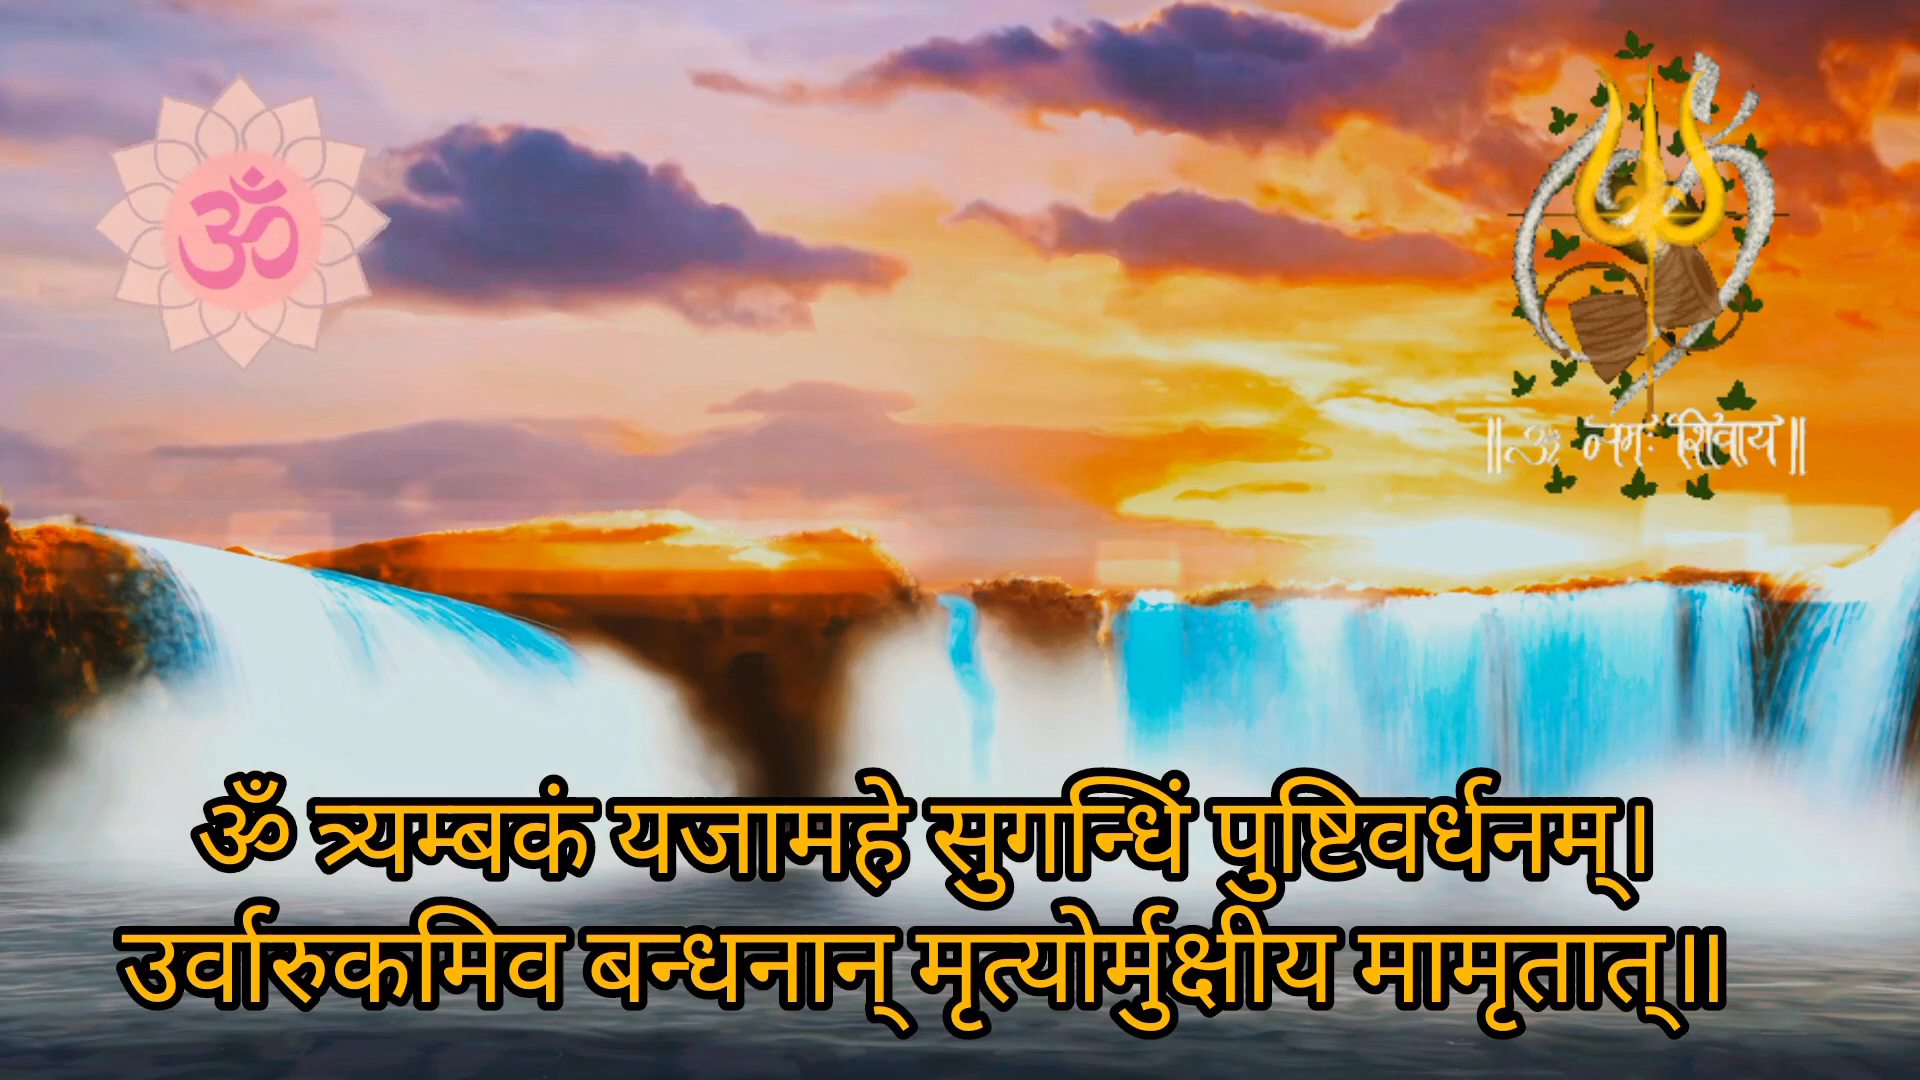 ॐ
॥ॐ नमः शिवाय॥
ॐ त्र्यम्बकं यजामहे सुगन्धिं पुष्टिवर्धनम्।
उर्वारुकमिव बन्धनान् मृत्योर्मुक्षीय मामृतात्॥